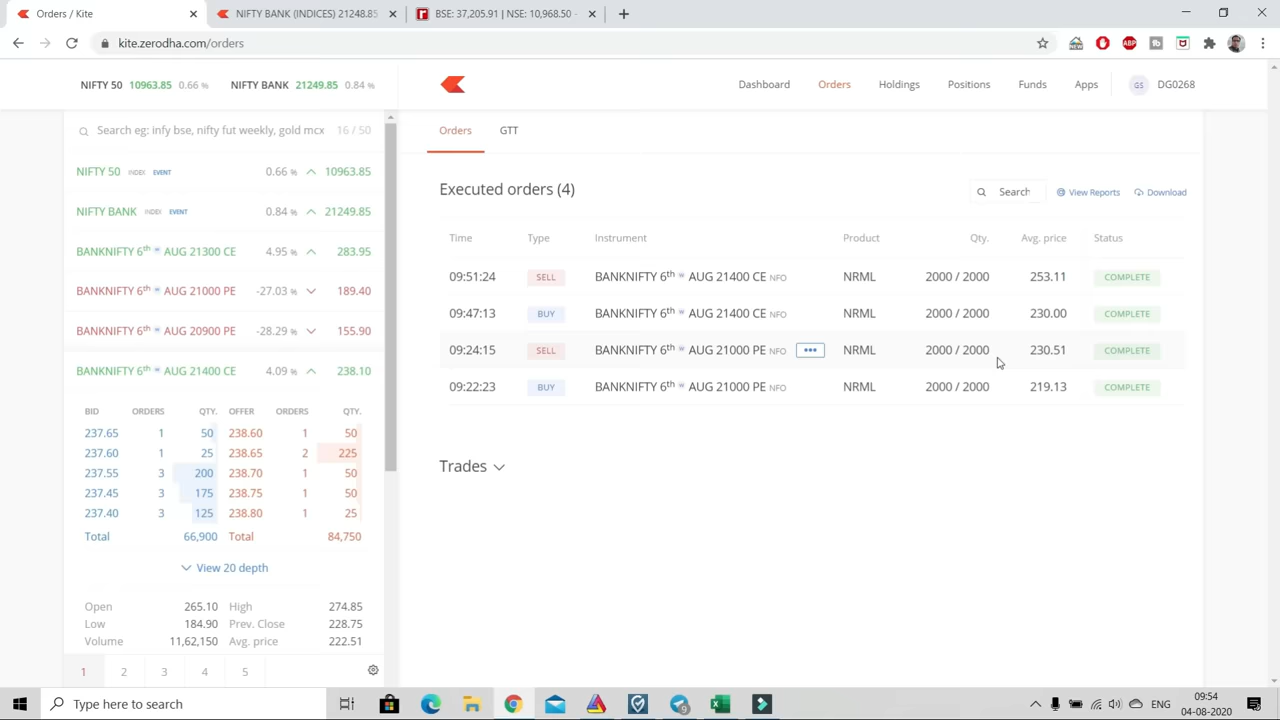 Orders / Kite
NIFTY BANK (INDICES) 21248.85
BSE: 37,205.91 | NSE: 10,968.50 -
kite.zerodha.com/orders
NIFTY 50 10963.85 0.66 % NIFTY BANK 21249.85 0.84 %
Dashboard Orders Holdings Positions Funds Apps GS DG0268
Search eg: infy bse, nifty fut weekly, gold mcx 16 / 50
Orders GTT
NIFTY 50 INDEX EVENT 0.66 % 10963.85
NIFTY BANK INDEX EVENT 0.84 % 21249.85
BANKNIFTY 6th w AUG 21300 CE 4.95 % 283.95
BANKNIFTY 6th w AUG 21000 PE -27.03 % 189.40
BANKNIFTY 6th w AUG 20900 PE -28.29 % 155.90
BANKNIFTY 6th w AUG 21400 CE 4.09 % 238.10
BID ORDERS QTY. OFFER ORDERS QTY.
237.65 1 50 238.60 1 50
237.60 1 25 238.65 2 225
237.55 3 200 238.70 1 50
237.45 3 175 238.75 1 50
237.40 3 125 238.80 1 25
Total 66,900 Total 84,750
View 20 depth
Open 265.10 High 274.85
Low 184.90 Prev. Close 228.75
Volume 11,62,150 Avg. price 222.51
1 2 3 4 5
Executed orders (4)
Search View Reports Download
Time Type Instrument Product Qty. Avg. price Status
09:51:24 SELL BANKNIFTY 6th w AUG 21400 CE NFO NRML 2000 / 2000 253.11 COMPLETE
09:47:13 BUY BANKNIFTY 6th w AUG 21400 CE NFO NRML 2000 / 2000 230.00 COMPLETE
09:24:15 SELL BANKNIFTY 6th w AUG 21000 PE NFO ••• NRML 2000 / 2000 230.51 COMPLETE
09:22:23 BUY BANKNIFTY 6th w AUG 21000 PE NFO NRML 2000 / 2000 219.13 COMPLETE
Trades
Type here to search
ENG
09:54
04-08-2020